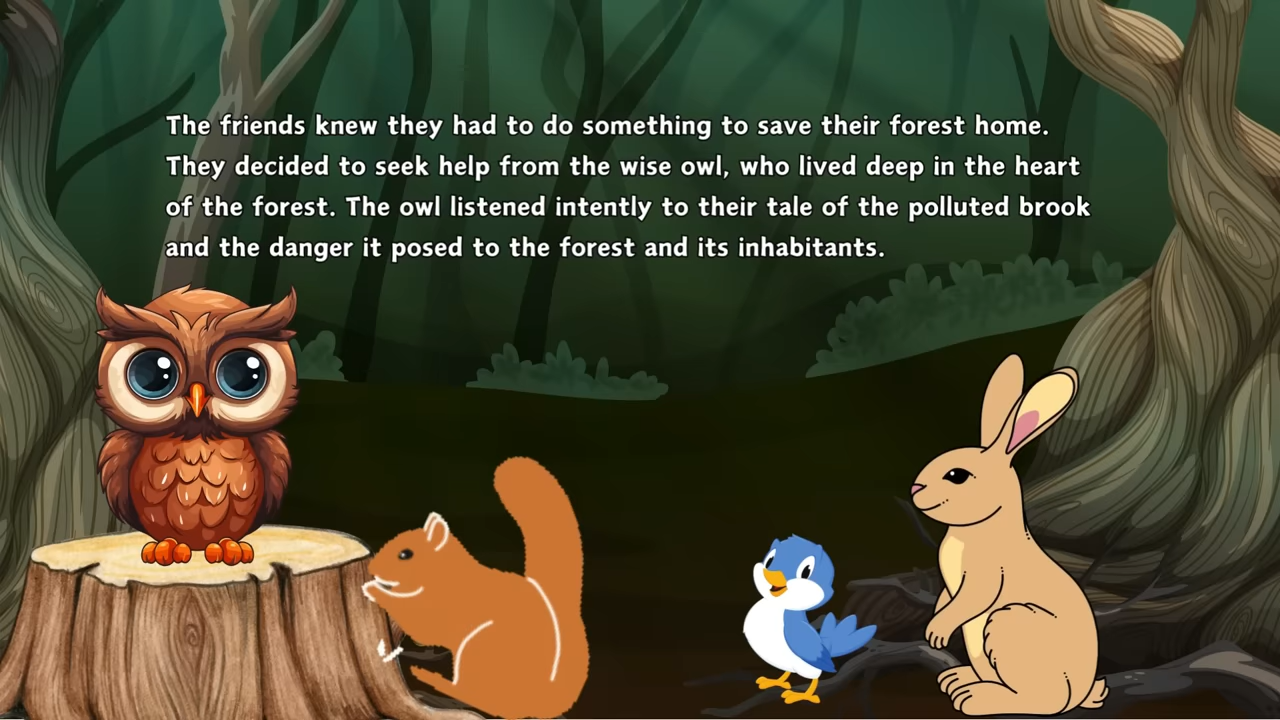 The friends knew they had to do something to save their forest home.
They decided to seek help from the wise owl, who lived deep in the heart
of the forest. The owl listened intently to their tale of the polluted brook
and the danger it posed to the forest and its inhabitants.